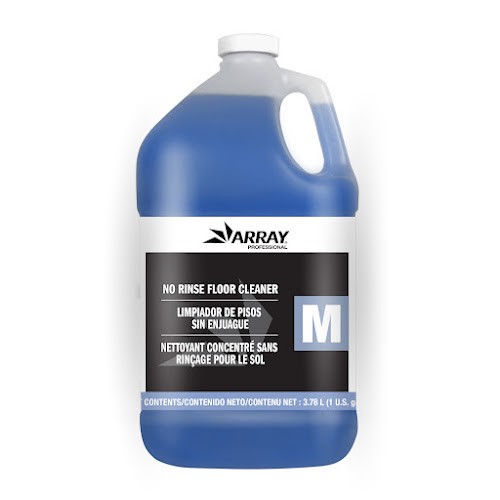 ARRAY
PROFESSIONAL
NO RINSE FLOOR CLEANER
LIMPIADOR DE PISOS
SIN ENJUAGUE
NETTOYANT CONCENTRÉ SANS
RINÇAGE POUR LE SOL
M
CONTENTS/CONTENIDO NETO/CONTENU NET : 3.78 L (1 U.S.